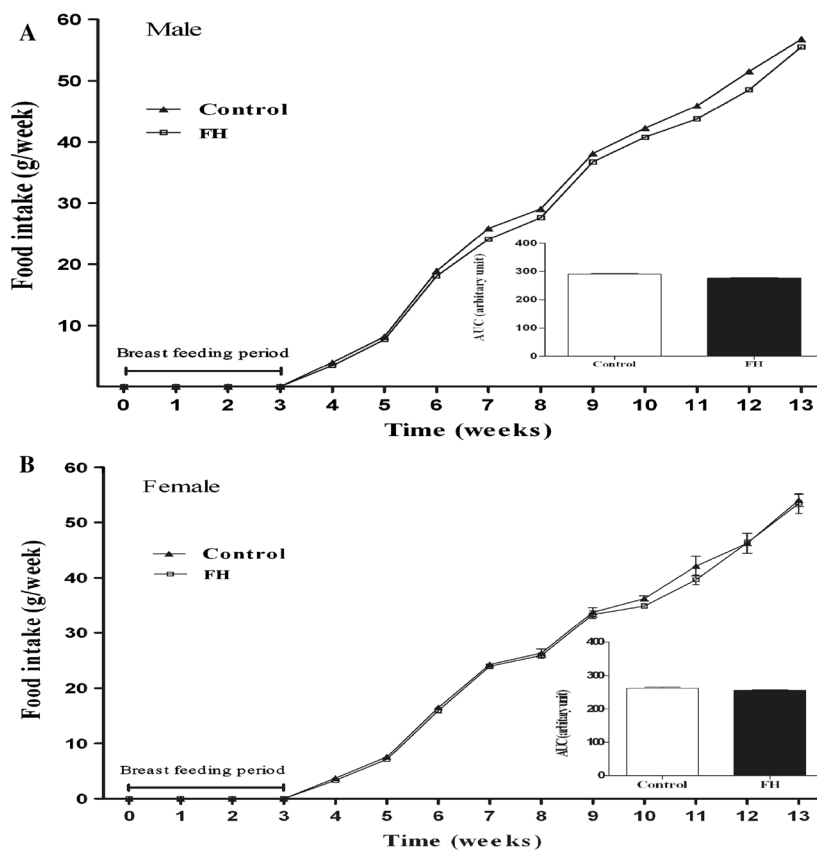 A
Male
Control
FH
Food intake (g/week)
60
50
40
30
20
10
Breast feeding period
0 1 2 3 4 5 6 7 8 9 10 11 12 13
Time (weeks)
AUC (arbitary unit)
400
300
200
100
0
Control FH
B
Female
Control
FH
Food intake (g/week)
60
50
40
30
20
10
0
Breast feeding period
0 1 2 3 4 5 6 7 8 9 10 11 12 13
Time (weeks)
AUC (arbitary unit)
400
300
200
100
0
Control FH